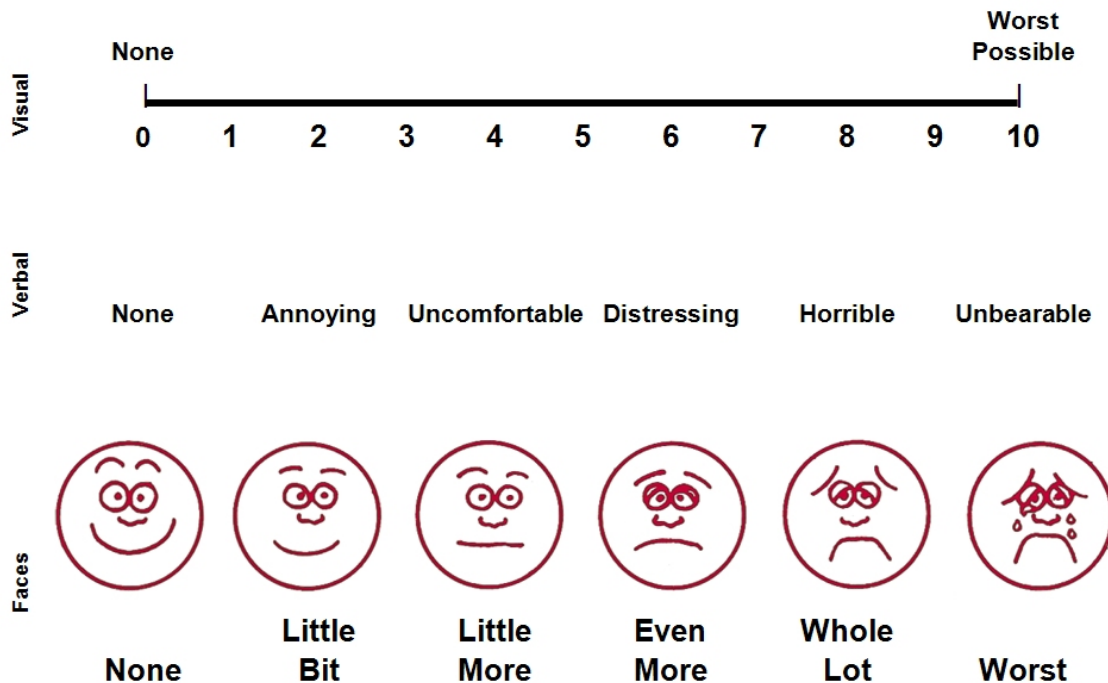 Worst
None Possible
Visual
0 1 2 3 4 5 6 7 8 9 10
Verbal
None Annoying Uncomfortable Distressing Horrible Unbearable
Faces
Little Little Even Whole
None Bit More More Lot Worst